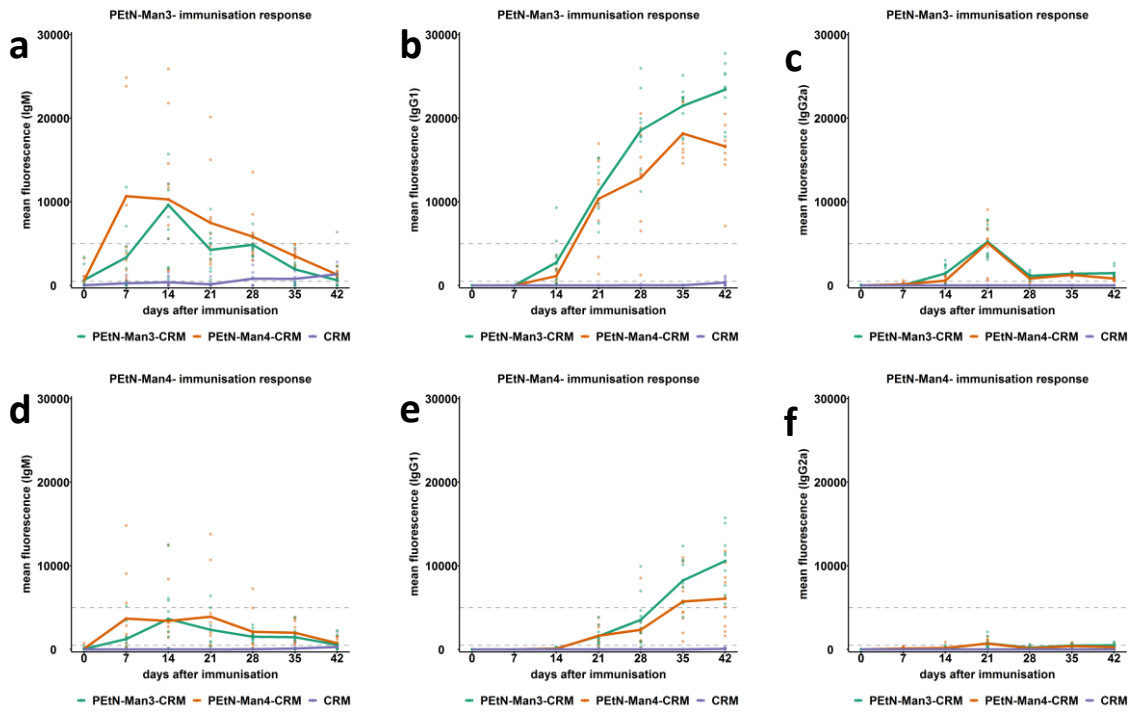 PEtN-Man3- immunisation response
a
mean fluorescence (IgM)
30000
20000
10000
0
0 7 14 21 28 35 42
days after immunisation
PEtN-Man3-CRM PEtN-Man4-CRM CRM
PEtN-Man3- immunisation response
b
mean fluorescence (IgG1)
30000
20000
10000
0
0 7 14 21 28 35 42
days after immunisation
PEtN-Man3-CRM PEtN-Man4-CRM CRM
PEtN-Man3- immunisation response
c
mean fluorescence (IgG2a)
30000
20000
10000
0
0 7 14 21 28 35 42
days after immunisation
PEtN-Man3-CRM PEtN-Man4-CRM CRM
PEtN-Man4- immunisation response
d
mean fluorescence (IgM)
30000
20000
10000
0
0 7 14 21 28 35 42
days after immunisation
PEtN-Man3-CRM PEtN-Man4-CRM CRM
PEtN-Man4- immunisation response
e
mean fluorescence (IgG1)
30000
20000
10000
0
0 7 14 21 28 35 42
days after immunisation
PEtN-Man3-CRM PEtN-Man4-CRM CRM
PEtN-Man4- immunisation response
f
mean fluorescence (IgG2a)
30000
20000
10000
0
0 7 14 21 28 35 42
days after immunisation
PEtN-Man3-CRM PEtN-Man4-CRM CRM